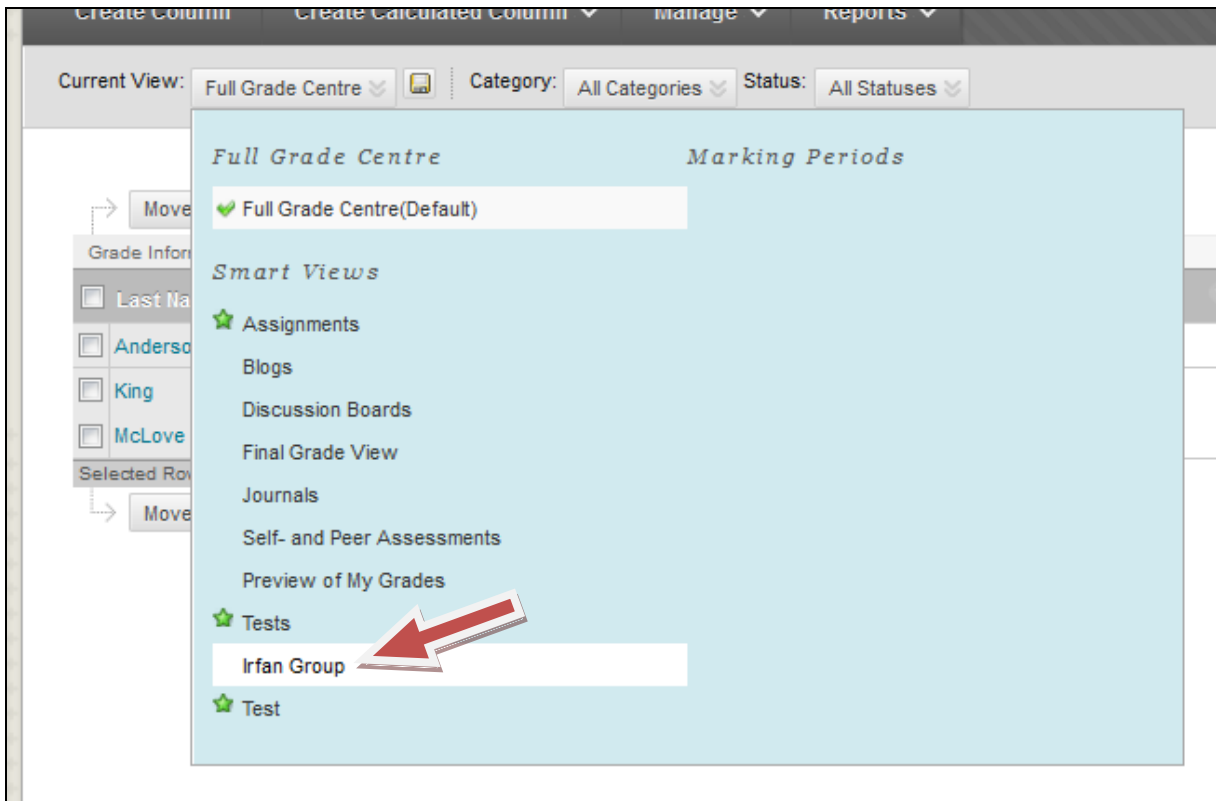 Create Column Create Calculated Column Manage Reports
Current View: Full Grade Centre Category: All Categories Status: All Statuses
Full Grade Centre Marking Periods
Move
Full Grade Centre(Default)
Grade Infor
Smart Views
Last Na
Assignments
Anderso
Blogs
King
Discussion Boards
McLove
Final Grade View
Selected Ro
Journals
Move
Self- and Peer Assessments
Preview of My Grades
Tests
Irfan Group
Test